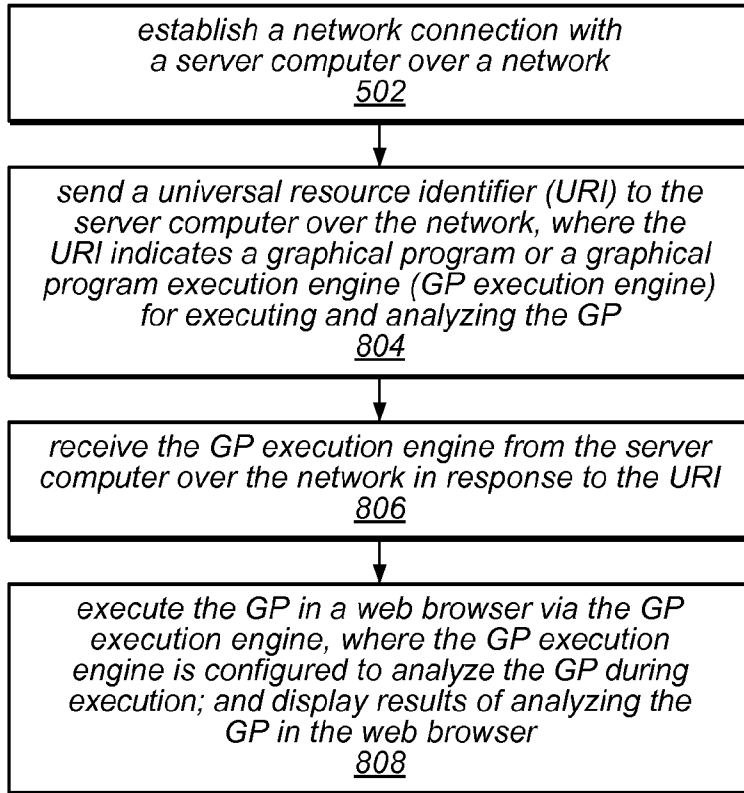 establish a network connection with
a server computer over a network
502
send a universal resource identifier (URI) to the
server computer over the network, where the
URI indicates a graphical program or a graphical
program execution engine (GP execution engine)
for executing and analyzing the GP
804
receive the GP execution engine from the server
computer over the network in response to the URI
806
execute the GP in a web browser via the GP
execution engine, where the GP execution
engine is configured to analyze the GP during
execution; and display results of analyzing the
GP in the web browser
808